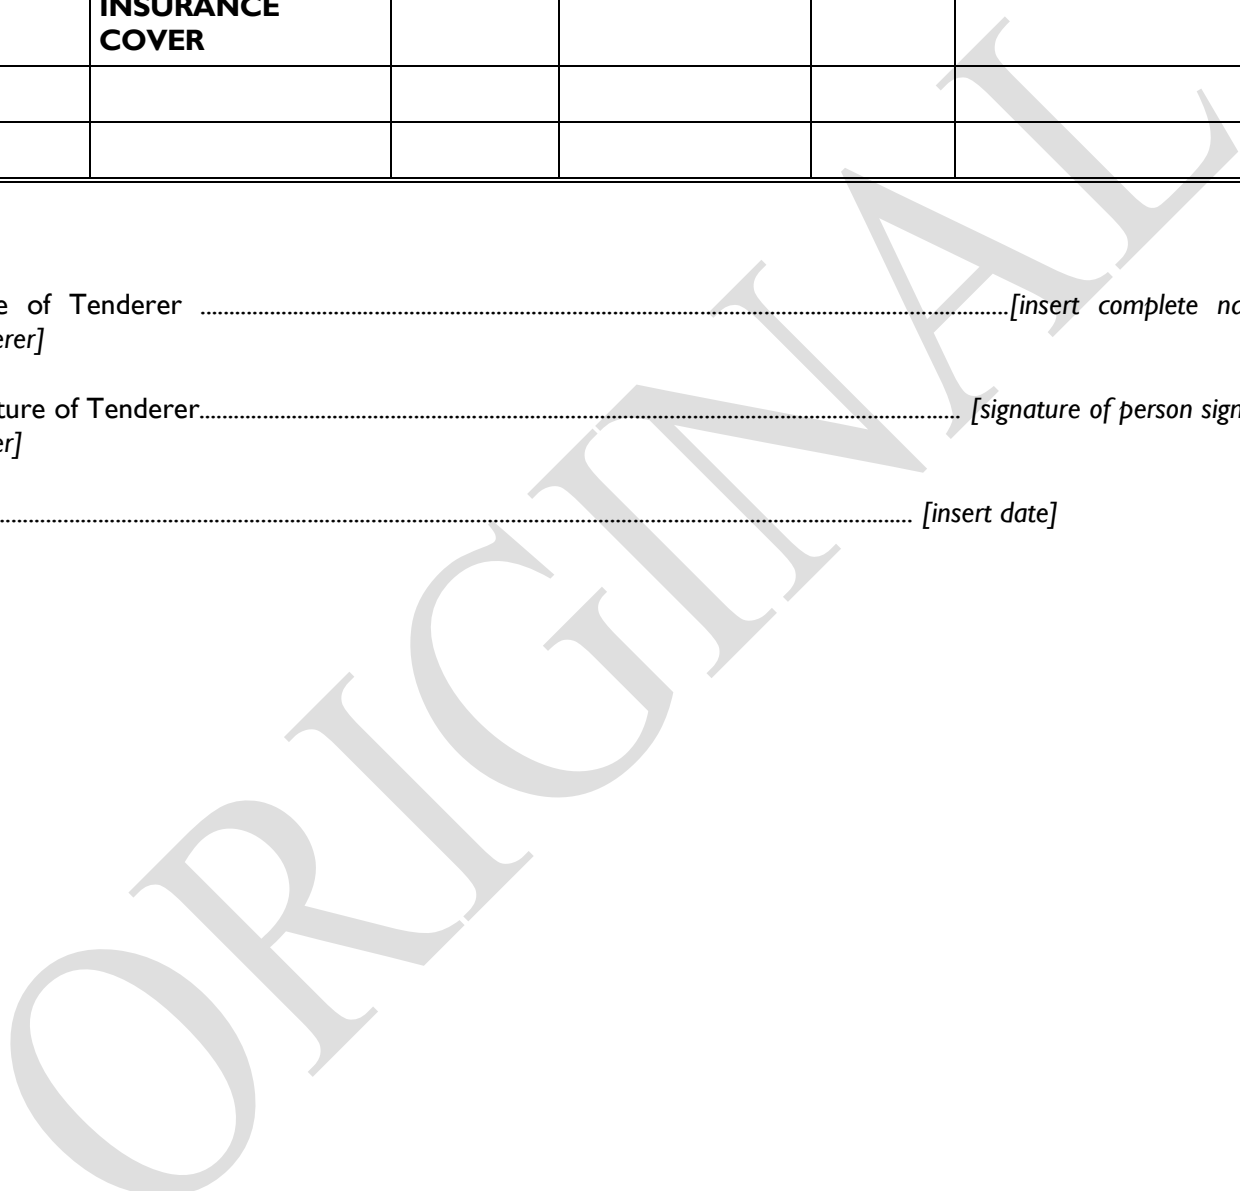 INSURANCE
COVER
e of Tenderer ........................................................................................................................[insert complete na
erer]
ture of Tenderer................................................................................................................. [signature of person sign
er]
......................................................................................................................................... [insert date]
ORIGINAL